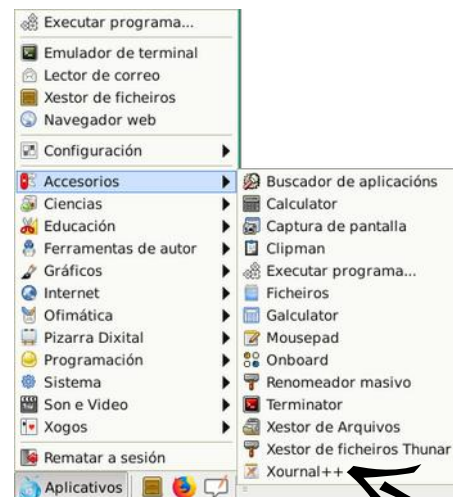 Executar programa...
Emulador de terminal
Lector de correo
Xestor de ficheiros
Navegador web
Configuración
Accesorios
Ciencias
Educación
Ferramentas de autor
Gráficos
Internet
Ofimática
Pizarra Dixital
Programación
Sistema
Son e Video
Xogos
Rematar a sesión
Aplicativos
Buscador de aplicacións
Calculator
Captura de pantalla
Clipman
Executar programa...
Ficheiros
Galculator
Mousepad
Onboard
Renomeador masivo
Terminator
Xestor de Arquivos
Xestor de ficheiros Thunar
Xournal++